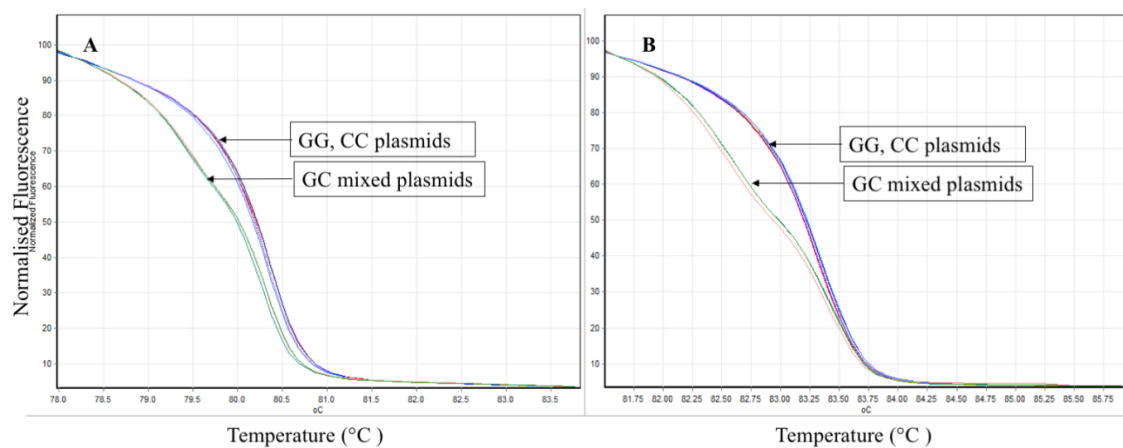 A
B
100
90
80
70
60
50
40
30
20
10
Normalised Fluorescence
Normalized Fluorescence
GG, CC plasmids
GC mixed plasmids
78.0 78.5 79.0 79.5 80.0 80.5 81.0 81.5 82.0 82.5 83.0 83.5
oC
Temperature (°C )
100
90
80
70
60
50
40
30
20
10
GG, CC plasmids
GC mixed plasmids
81.75 82.00 82.25 82.50 82.75 83.00 83.25 83.50 83.75 84.00 84.25 84.50 84.75 85.00 85.25 85.50 85.75
oC
Temperature (°C )